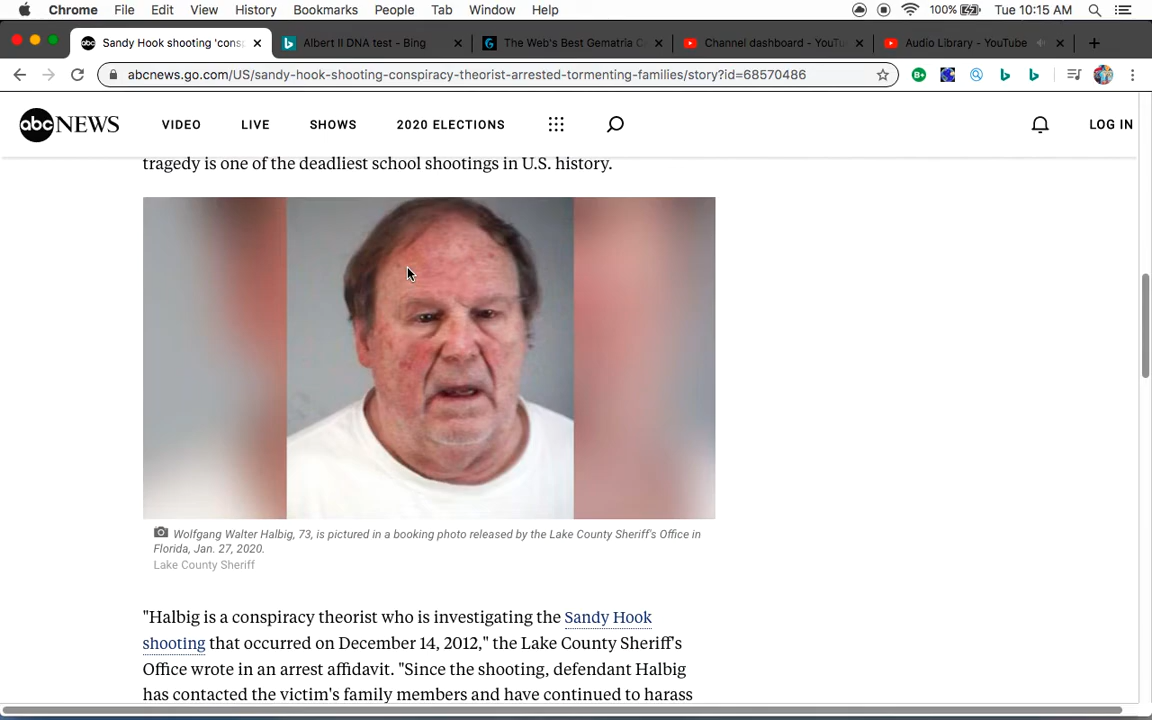 Chrome File Edit View History Bookmarks People Tab Window Help 100% Tue 10:15 AM
Sandy Hook shooting 'cons Albert II DNA test - Bing The Web's Best Gematria C Channel dashboard - YouTu Audio Library - YouTube
abcnews.go.com/US/sandy-hook-shooting-conspiracy-theorist-arrested-tormenting-families/story?id=68570486
abc NEWS VIDEO LIVE SHOWS 2020 ELECTIONS LOG IN
tragedy is one of the deadliest school shootings in U.S. history.
Wolfgang Walter Halbig, 73, is pictured in a booking photo released by the Lake County Sheriff's Office in
Florida, Jan. 27, 2020.
Lake County Sheriff
"Halbig is a conspiracy theorist who is investigating the Sandy Hook
shooting that occurred on December 14, 2012," the Lake County Sheriff's
Office wrote in an arrest affidavit. "Since the shooting, defendant Halbig
has contacted the victim's family members and have continued to harass